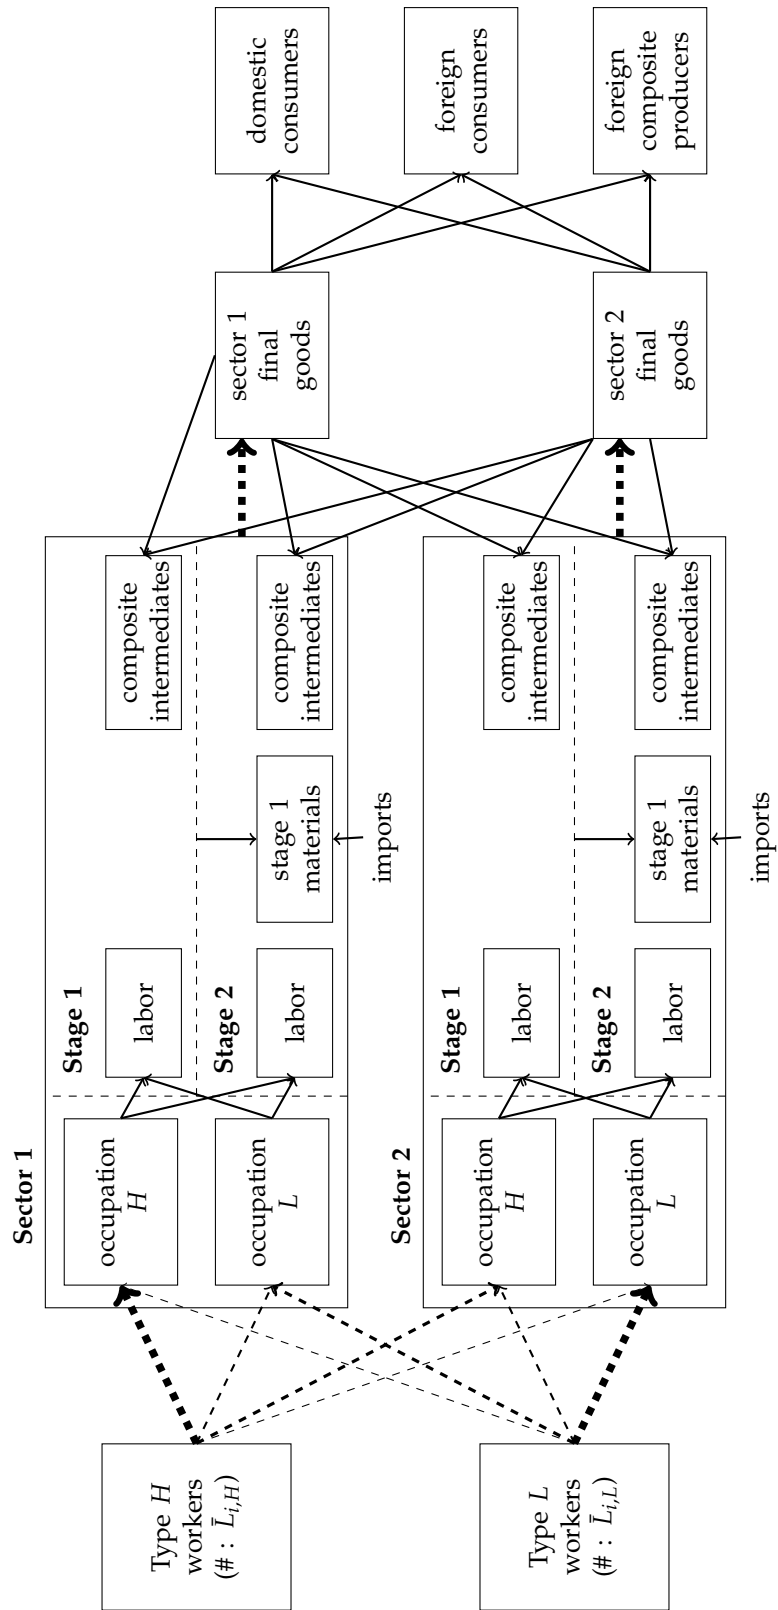 Type H
workers
(# : L̄_{i,H})
Type L
workers
(# : L̄_{i,L})
Sector 1
occupation
H
occupation
L
Stage 1
labor
composite
intermediates
Stage 2
labor
stage 1
materials
composite
intermediates
imports
Sector 2
occupation
H
occupation
L
Stage 1
labor
composite
intermediates
Stage 2
labor
stage 1
materials
composite
intermediates
imports
sector 1
final
goods
sector 2
final
goods
domestic
consumers
foreign
consumers
foreign
composite
producers